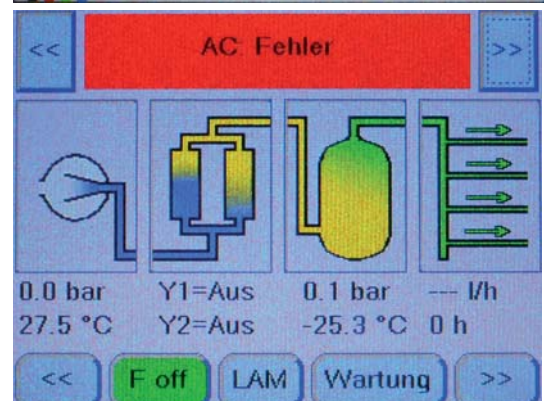 << AC: Fehler >>
0.0 bar Y1=Aus 0.1 bar --- l/h
27.5 °C Y2=Aus -25.3 °C 0 h
<< F off LAM Wartung >>